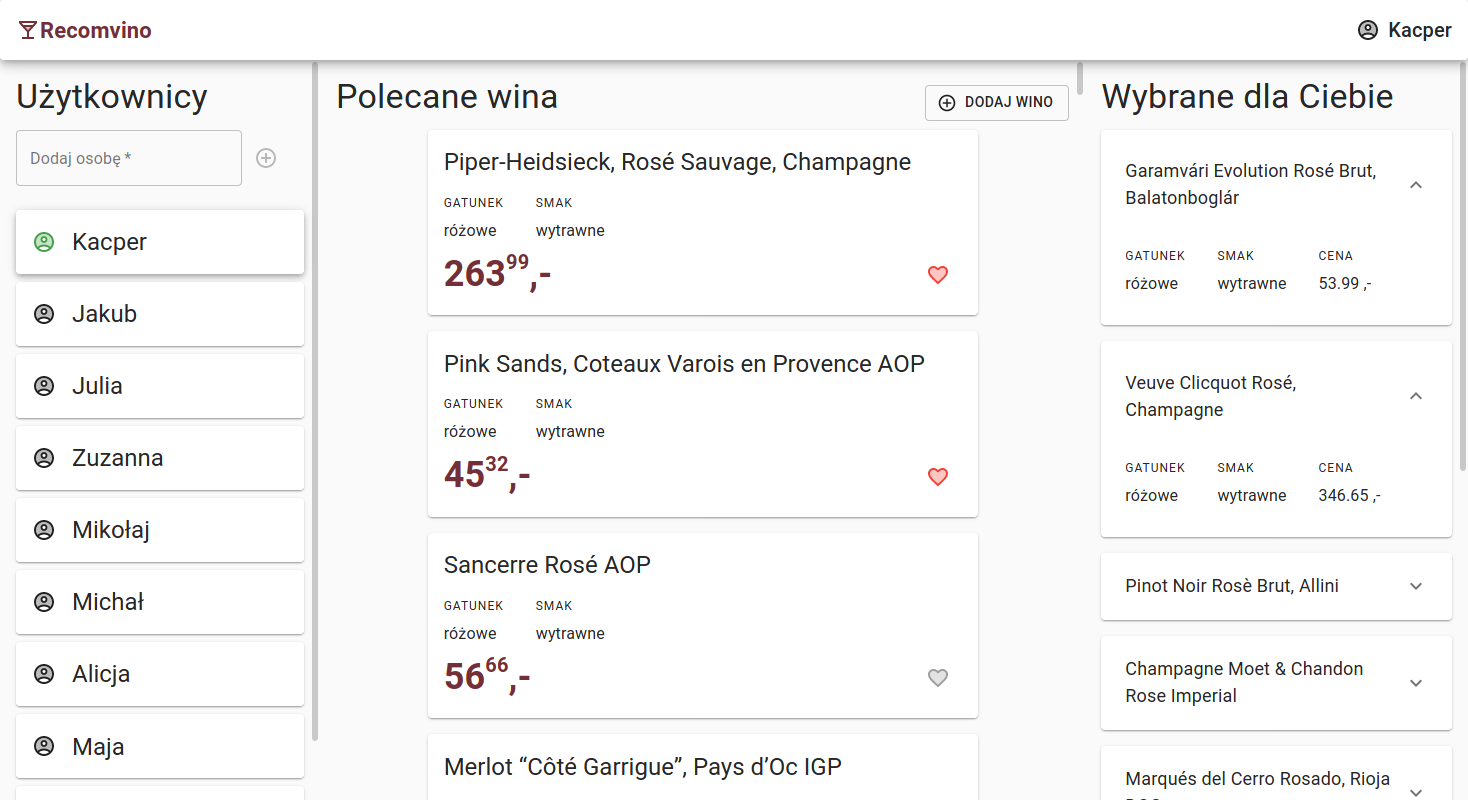 Recomvino
Kacper
Użytkownicy
Dodaj osobę *
Kacper
Jakub
Julia
Zuzanna
Mikołaj
Michał
Alicja
Maja
Polecane wina
DODAJ WINO
Piper-Heidsieck, Rosé Sauvage, Champagne
GATUNEK SMAK
różowe wytrawne
263 99 ,-
Pink Sands, Coteaux Varois en Provence AOP
GATUNEK SMAK
różowe wytrawne
45 32 ,-
Sancerre Rosé AOP
GATUNEK SMAK
różowe wytrawne
56 66 ,-
Merlot “Côté Garrigue”, Pays d’Oc IGP
Wybrane dla Ciebie
Garamvári Evolution Rosé Brut,
Balatonboglár
GATUNEK SMAK CENA
różowe wytrawne 53.99 ,-
Veuve Clicquot Rosé,
Champagne
GATUNEK SMAK CENA
różowe wytrawne 346.65 ,-
Pinot Noir Rosè Brut, Allini
Champagne Moet & Chandon
Rose Imperial
Marqués del Cerro Rosado, Rioja